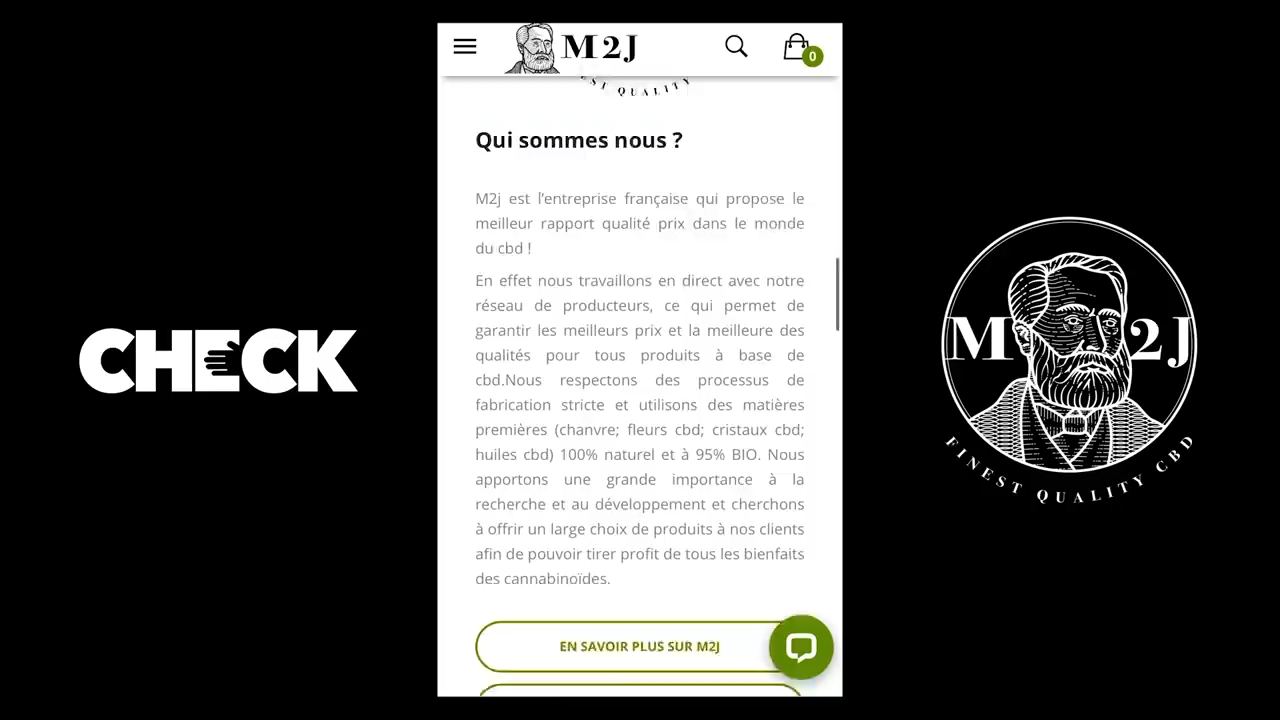 M2J
0
EST QUALITY
Qui sommes nous ?
M2j est l’entreprise française qui propose le
meilleur rapport qualité prix dans le monde
du cbd !
En effet nous travaillons en direct avec notre
réseau de producteurs, ce qui permet de
garantir les meilleurs prix et la meilleure des
qualités pour tous produits à base de
cbd.Nous respectons des processus de
fabrication stricte et utilisons des matières
premières (chanvre; fleurs cbd; cristaux cbd;
huiles cbd) 100% naturel et à 95% BIO. Nous
apportons une grande importance à la
recherche et au développement et cherchons
à offrir un large choix de produits à nos clients
afin de pouvoir tirer profit de tous les bienfaits
des cannabinoïdes.
EN SAVOIR PLUS SUR M2J
CHECK
M2J
FINEST QUALITY CBD